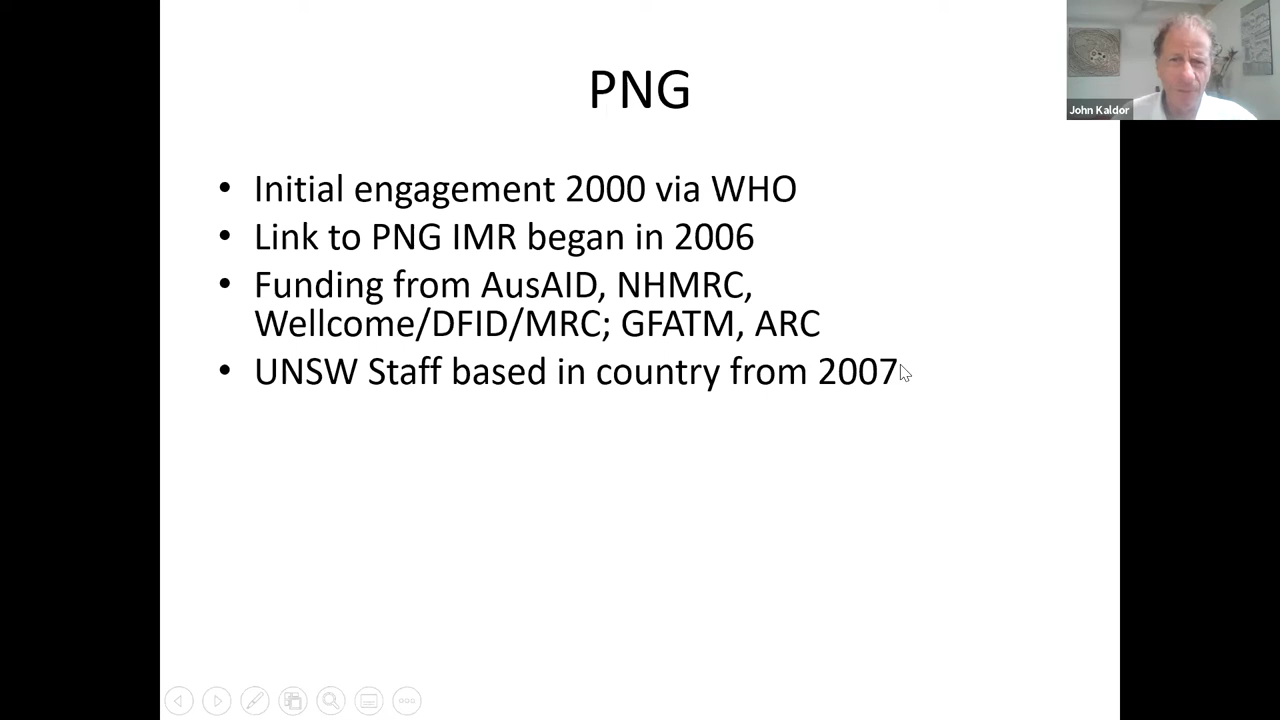 PNG
John Kaldor
• Initial engagement 2000 via WHO
• Link to PNG IMR began in 2006
• Funding from AusAID, NHMRC,
Wellcome/DFID/MRC; GFATM, ARC
• UNSW Staff based in country from 2007